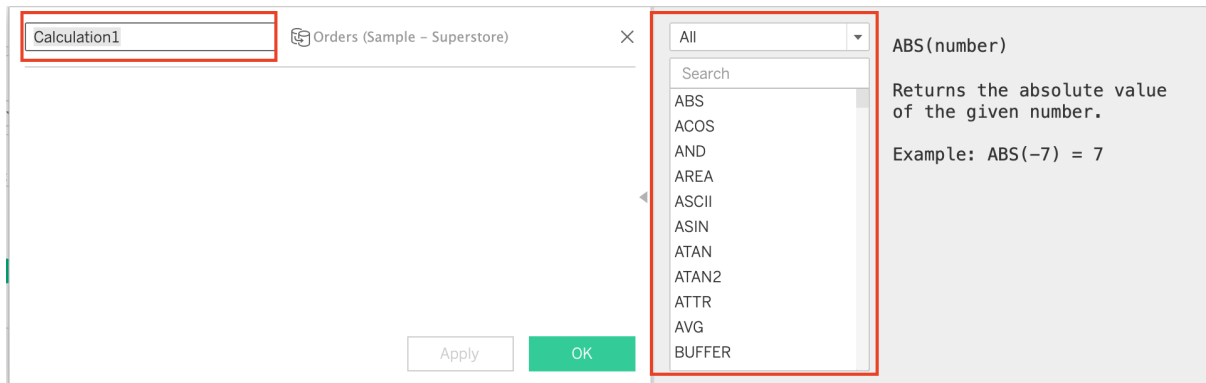 Calculation1
Orders (Sample – Superstore)
Apply
OK
All
Search
ABS
ACOS
AND
AREA
ASCII
ASIN
ATAN
ATAN2
ATTR
AVG
BUFFER
ABS(number)
Returns the absolute value
of the given number.
Example: ABS(-7) = 7